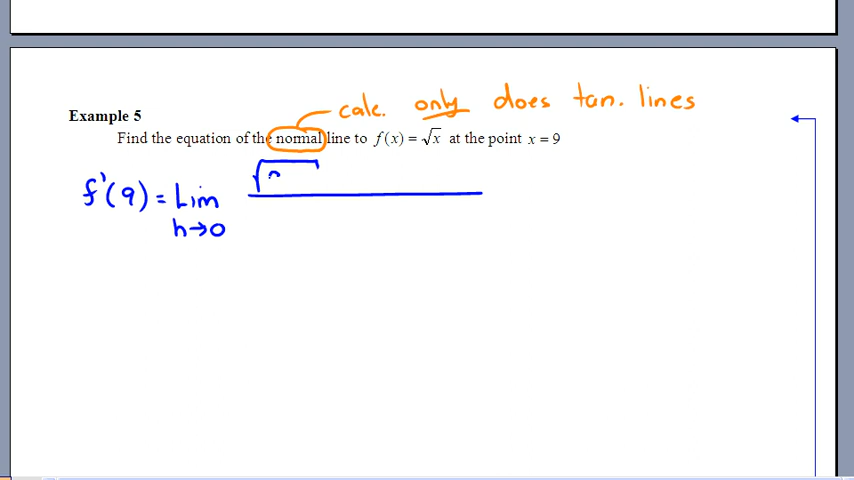 calc. only does tan. lines
Example 5
Find the equation of the normal line to f(x) = √x at the point x = 9
f'(9) = Lim √
h→0